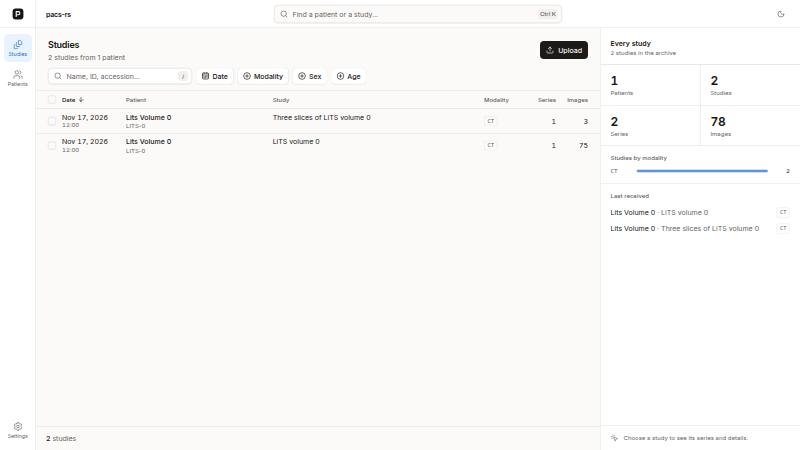 P
pacs-rs
Find a patient or a study...
Ctrl K
Studies
Patients
Settings
Studies
2 studies from 1 patient
Upload
Name, ID, accession...
/
Date
Modality
Sex
Age
Date Patient Study Modality Series Images
Nov 17, 2026 Lits Volume 0 Three slices of LITS volume 0 CT 1 3
12:00 LITS-0
Nov 17, 2026 Lits Volume 0 LITS volume 0 CT 1 75
12:00 LITS-0
2 studies
Every study
2 studies in the archive
1 2
Patients Studies
2 78
Series Images
Studies by modality
CT 2
Last received
Lits Volume 0 · LITS volume 0 CT
Lits Volume 0 · Three slices of LITS volume 0 CT
Choose a study to see its series and details.